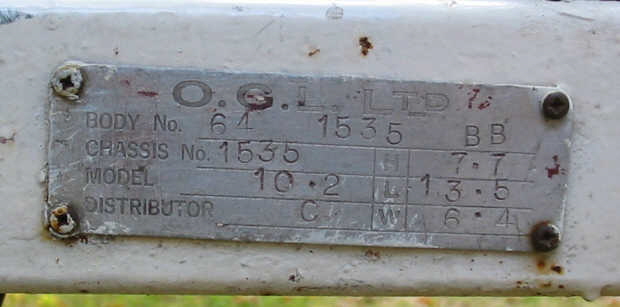 O.G.L. LTD.
BODY No. 64 1535 BB
CHASSIS No. 1535 H 7·7
MODEL 10·2 L 13·5
DISTRIBUTOR C W 6·4